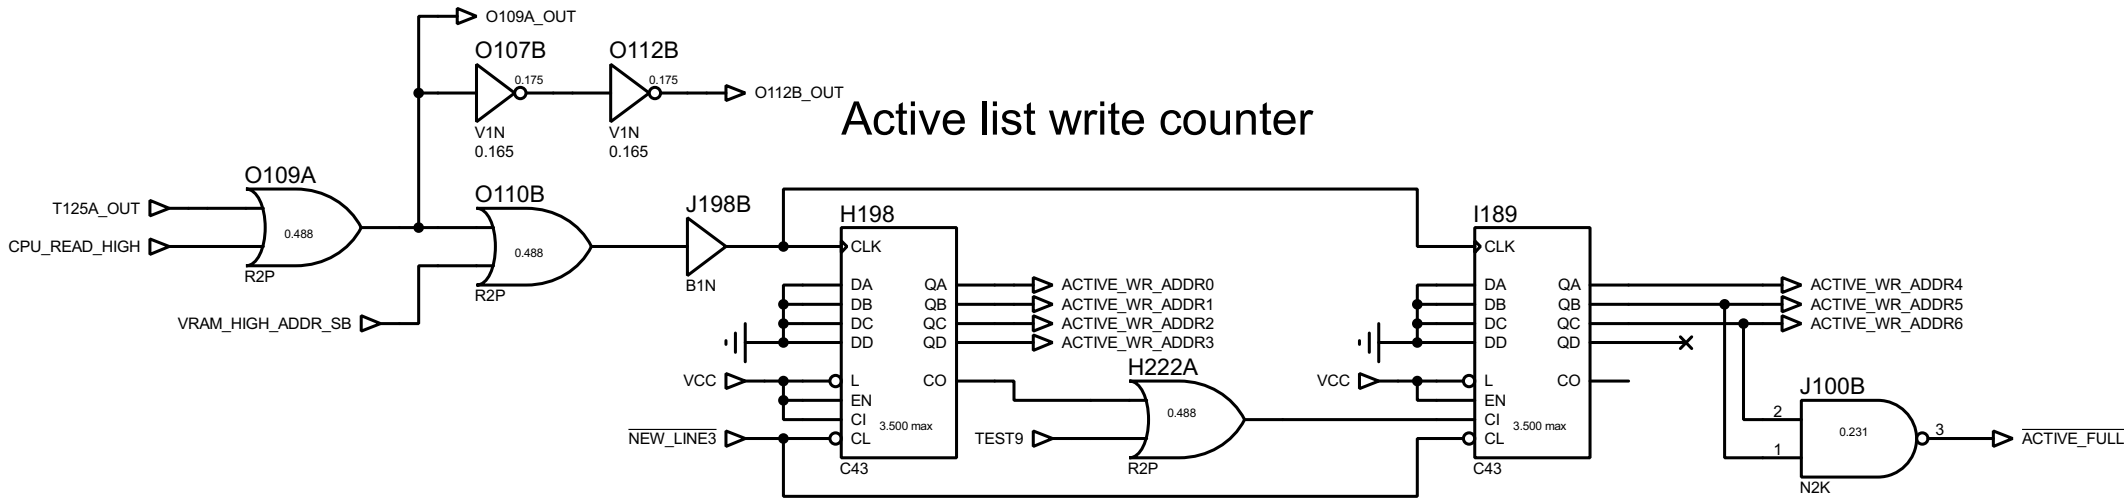 O109A_OUT
O107B
O112B
0.175
0.175
O112B_OUT
V1N
0.165
V1N
0.165
Active list write counter
O109A
T125A_OUT
CPU_READ_HIGH
0.488
R2P
O110B
0.488
R2P
VRAM_HIGH_ADDR_SB
J198B
B1N
H198
CLK
DA
DB
DC
DD
L
EN
CI
CL
QA
QB
QC
QD
CO
3.500 max
C43
VCC
NEW_LINE3
ACTIVE_WR_ADDR0
ACTIVE_WR_ADDR1
ACTIVE_WR_ADDR2
ACTIVE_WR_ADDR3
H222A
0.488
TEST9
R2P
I189
CLK
DA
DB
DC
DD
L
EN
CI
CL
QA
QB
QC
QD
CO
3.500 max
C43
VCC
ACTIVE_WR_ADDR4
ACTIVE_WR_ADDR5
ACTIVE_WR_ADDR6
J100B
2
1
0.231
3
N2K
ACTIVE_FULL